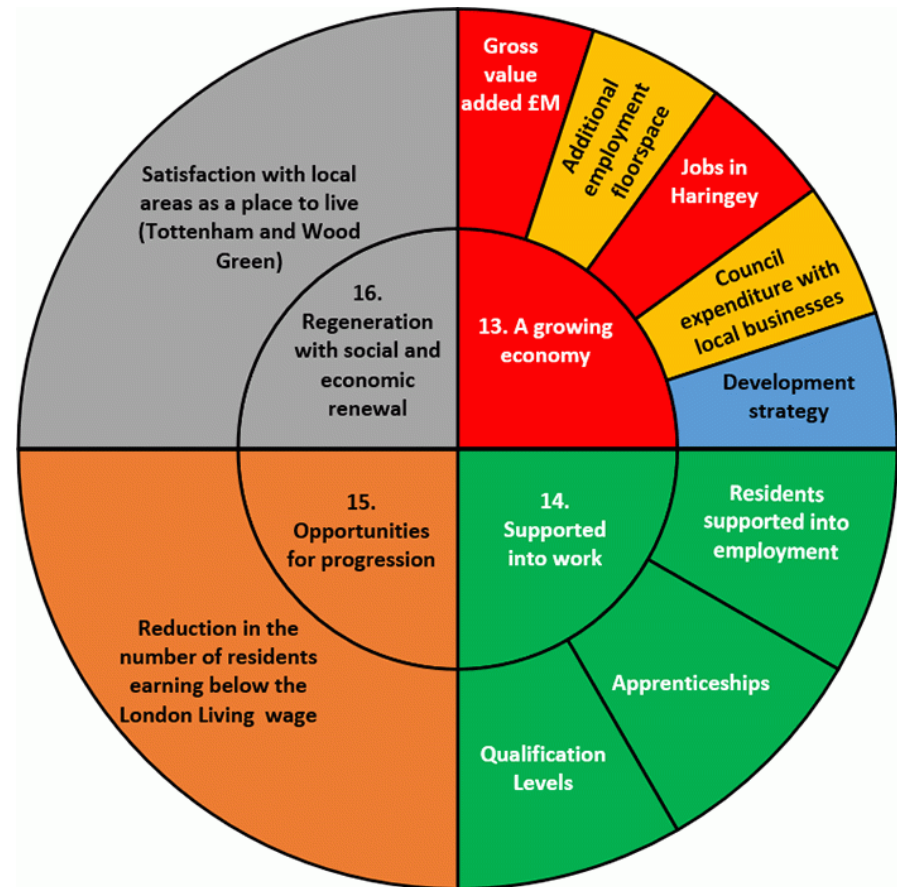 Gross
value
added £M
Additional
employment
floorspace
Jobs in
Haringey
Council
expenditure with
local businesses
Development
strategy
13. A growing
economy
Residents
supported into
employment
Apprenticeships
Qualification
Levels
14.
Supported
into work
15.
Opportunities
for progression
Reduction in the
number of residents
earning below the
London Living  wage
16.
Regeneration
with social and
economic
renewal
Satisfaction with local
areas as a place to live
(Tottenham and Wood
Green)